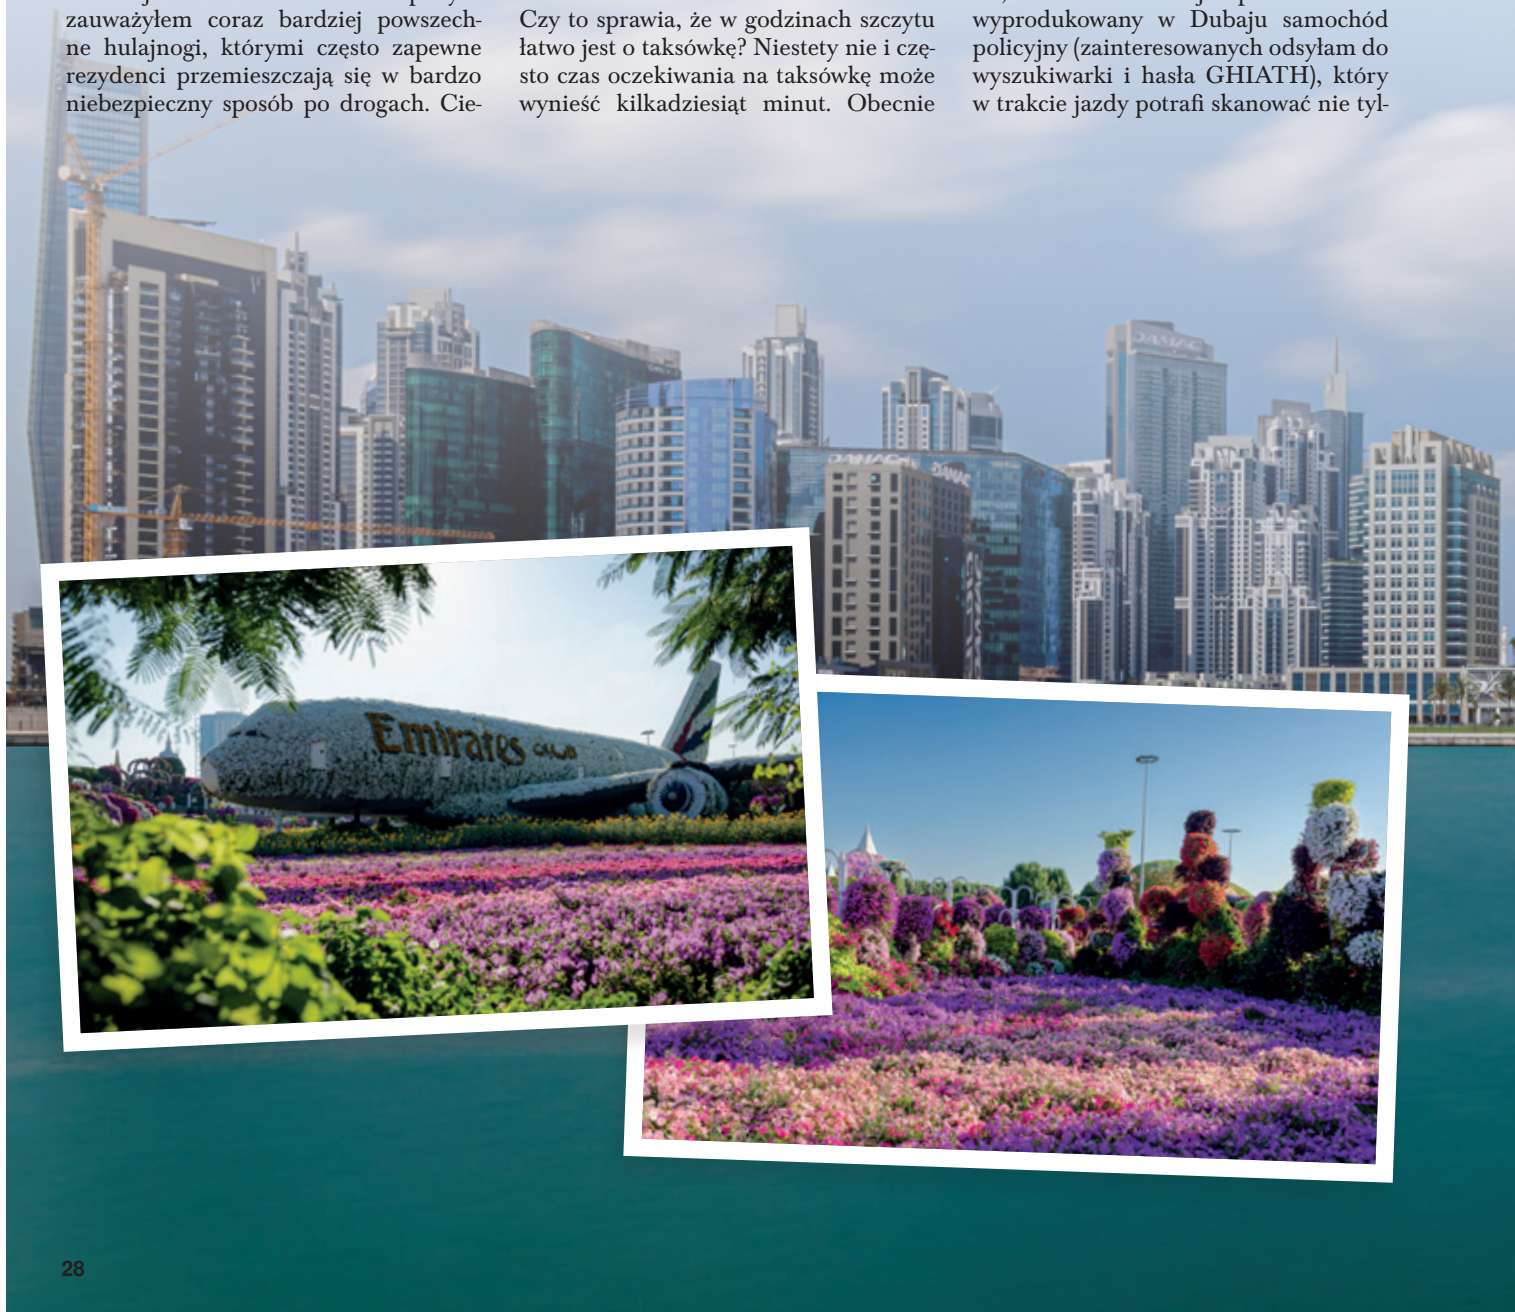 zauważyłem coraz bardziej powszech-
ne hulajnogi, którymi często zapewne
rezydenci przemieszczają się w bardzo
niebezpieczny sposób po drogach. Cie-
Czy to sprawia, że w godzinach szczytu
łatwo jest o taksówkę? Niestety nie i czę-
sto czas oczekiwania na taksówkę może
wynieść kilkadziesiąt minut. Obecnie
wyprodukowany w Dubaju samochód
policyjny (zainteresowanych odsyłam do
wyszukiwarki i hasła GHIATH), który
w trakcie jazdy potrafi skanować nie tyl-
DAMAC
DAMAC
DAMAC
Emirates
28